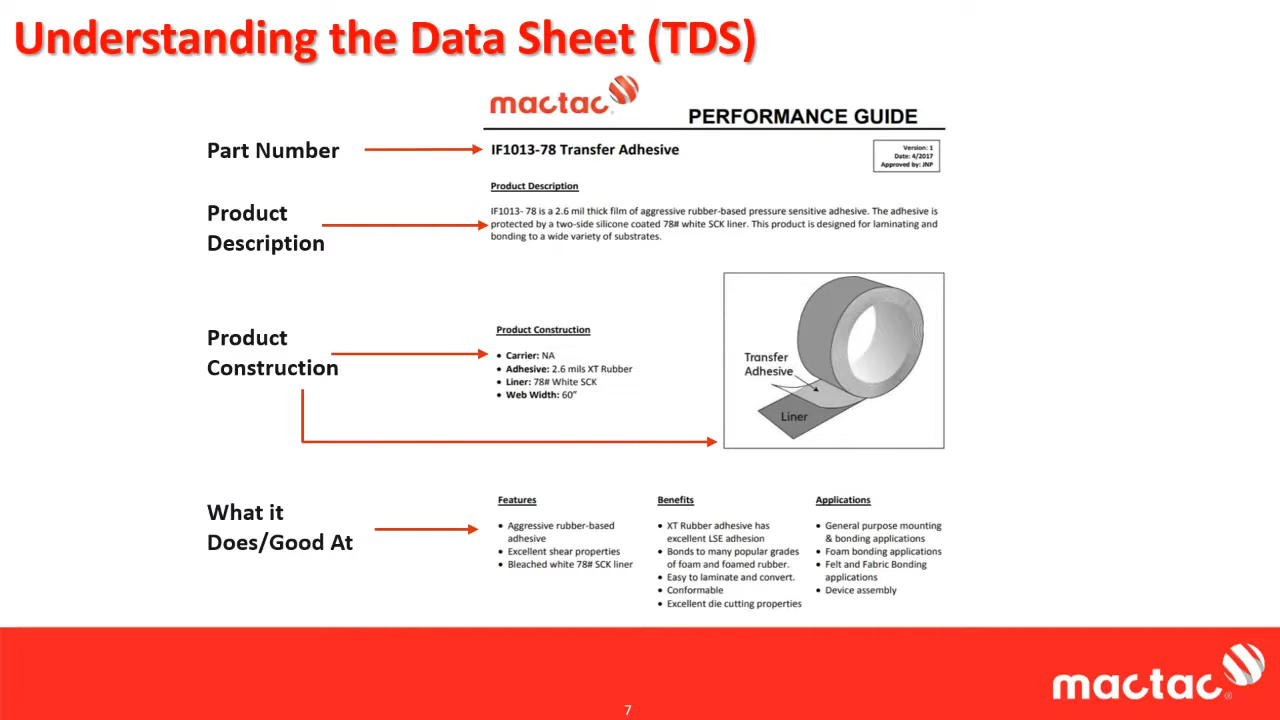 Understanding the Data Sheet (TDS)
mactac
PERFORMANCE GUIDE
Part Number
IF1013-78 Transfer Adhesive
Version: 1
Date: 4/2017
Approved by: JNP
Product Description
Product
Description
IF1013- 78 is a 2.6 mil thick film of aggressive rubber-based pressure sensitive adhesive. The adhesive is
protected by a two-side silicone coated 78# white SCK liner. This product is designed for laminating and
bonding to a wide variety of substrates.
Product
Construction
Product Construction
• Carrier: NA
• Adhesive: 2.6 mils XT Rubber
• Liner: 78# White SCK
• Web Width: 60"
Transfer
Adhesive
Liner
What it
Does/Good At
Features
• Aggressive rubber-based
adhesive
• Excellent shear properties
• Bleached white 78# SCK liner
Benefits
• XT Rubber adhesive has
excellent LSE adhesion
• Bonds to many popular grades
of foam and foamed rubber.
• Easy to laminate and convert.
• Conformable
• Excellent die cutting properties
Applications
• General purpose mounting
& bonding applications
• Foam bonding applications
• Felt and Fabric Bonding
applications
• Device assembly
mactac®
7